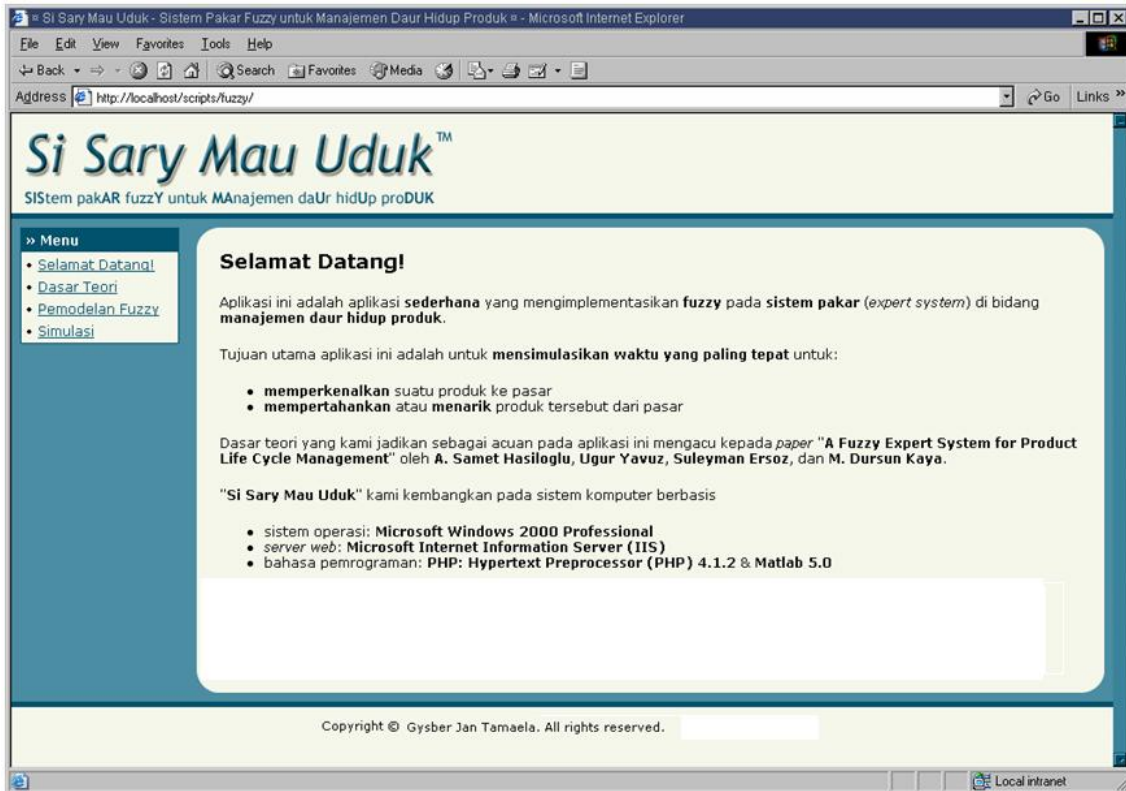 ¤ Si Sary Mau Uduk - Sistem Pakar Fuzzy untuk Manajemen Daur Hidup Produk ¤ - Microsoft Internet Explorer
File Edit View Favorites Tools Help
Back Search Favorites Media
Address http://localhost/scripts/fuzzy/ Go Links »
Si Sary Mau Uduk™
SIStem pakAR fuzzY untuk MAnajemen daUr hidUp proDUK
» Menu
• Selamat Datang!
• Dasar Teori
• Pemodelan Fuzzy
• Simulasi
Selamat Datang!
Aplikasi ini adalah aplikasi sederhana yang mengimplementasikan fuzzy pada sistem pakar (expert system) di bidang
manajemen daur hidup produk.
Tujuan utama aplikasi ini adalah untuk mensimulasikan waktu yang paling tepat untuk:
• memperkenalkan suatu produk ke pasar
• mempertahankan atau menarik produk tersebut dari pasar
Dasar teori yang kami jadikan sebagai acuan pada aplikasi ini mengacu kepada paper "A Fuzzy Expert System for Product
Life Cycle Management" oleh A. Samet Hasiloglu, Ugur Yavuz, Suleyman Ersoz, dan M. Dursun Kaya.
"Si Sary Mau Uduk" kami kembangkan pada sistem komputer berbasis
• sistem operasi: Microsoft Windows 2000 Professional
• server web: Microsoft Internet Information Server (IIS)
• bahasa pemrograman: PHP: Hypertext Preprocessor (PHP) 4.1.2 & Matlab 5.0
Copyright © Gysber Jan Tamaela. All rights reserved.
Local intranet